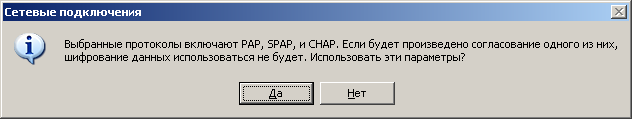 Сетевые подключения
Выбранные протоколы включают PAP, SPAP, и CHAP. Если будет произведено согласование одного из них,
шифрование данных использоваться не будет. Использовать эти параметры?
Да Нет